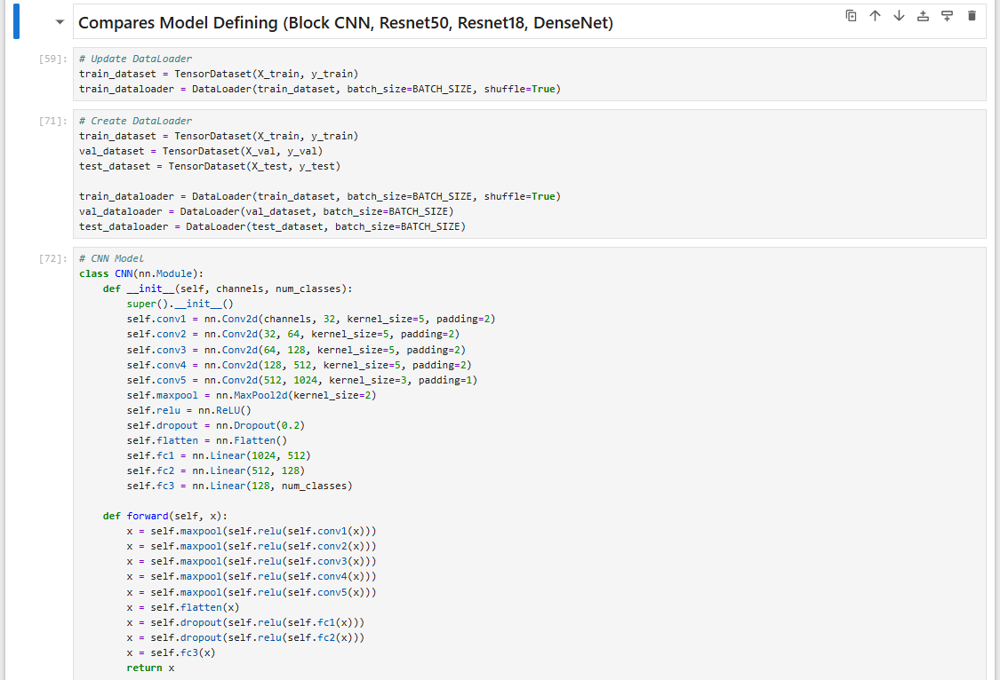 Compares Model Defining (Block CNN, Resnet50, Resnet18, DenseNet)
[59]:
# Update DataLoader
train_dataset = TensorDataset(X_train, y_train)
train_dataloader = DataLoader(train_dataset, batch_size=BATCH_SIZE, shuffle=True)
[71]:
# Create DataLoader
train_dataset = TensorDataset(X_train, y_train)
val_dataset = TensorDataset(X_val, y_val)
test_dataset = TensorDataset(X_test, y_test)

train_dataloader = DataLoader(train_dataset, batch_size=BATCH_SIZE, shuffle=True)
val_dataloader = DataLoader(val_dataset, batch_size=BATCH_SIZE)
test_dataloader = DataLoader(test_dataset, batch_size=BATCH_SIZE)
[72]:
# CNN Model
class CNN(nn.Module):
    def __init__(self, channels, num_classes):
        super().__init__()
        self.conv1 = nn.Conv2d(channels, 32, kernel_size=5, padding=2)
        self.conv2 = nn.Conv2d(32, 64, kernel_size=5, padding=2)
        self.conv3 = nn.Conv2d(64, 128, kernel_size=5, padding=2)
        self.conv4 = nn.Conv2d(128, 512, kernel_size=5, padding=2)
        self.conv5 = nn.Conv2d(512, 1024, kernel_size=3, padding=1)
        self.maxpool = nn.MaxPool2d(kernel_size=2)
        self.relu = nn.ReLU()
        self.dropout = nn.Dropout(0.2)
        self.flatten = nn.Flatten()
        self.fc1 = nn.Linear(1024, 512)
        self.fc2 = nn.Linear(512, 128)
        self.fc3 = nn.Linear(128, num_classes)

    def forward(self, x):
        x = self.maxpool(self.relu(self.conv1(x)))
        x = self.maxpool(self.relu(self.conv2(x)))
        x = self.maxpool(self.relu(self.conv3(x)))
        x = self.maxpool(self.relu(self.conv4(x)))
        x = self.maxpool(self.relu(self.conv5(x)))
        x = self.flatten(x)
        x = self.dropout(self.relu(self.fc1(x)))
        x = self.dropout(self.relu(self.fc2(x)))
        x = self.fc3(x)
        return x